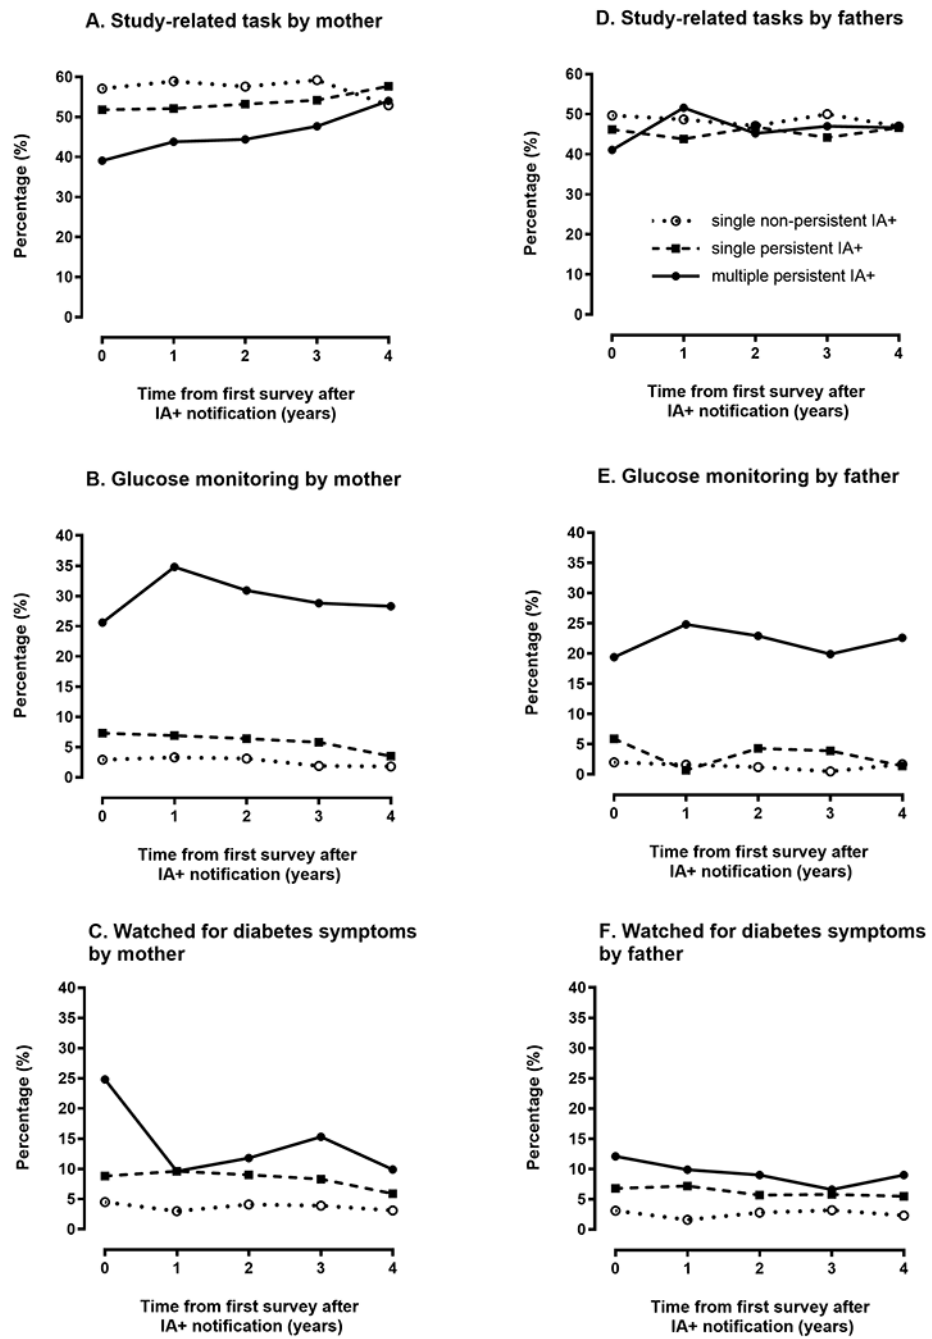 A. Study-related task by mother
60
50
40
30
20
10
0
Percentage (%)
0 1 2 3 4
Time from first survey after
IA+ notification (years)
D. Study-related tasks by fathers
60
50
40
30
20
10
0
Percentage (%)
single non-persistent IA+
single persistent IA+
multiple persistent IA+
0 1 2 3 4
Time from first survey after
IA+ notification (years)
B. Glucose monitoring by mother
40
35
30
25
20
15
10
5
0
Percentage (%)
0 1 2 3 4
Time from first survey after
IA+ notification (years)
E. Glucose monitoring by father
40
35
30
25
20
15
10
5
0
Percentage (%)
0 1 2 3 4
Time from first survey after
IA+ notification (years)
C. Watched for diabetes symptoms
by mother
40
35
30
25
20
15
10
5
0
Percentage (%)
0 1 2 3 4
Time from first survey after
IA+ notification (years)
F. Watched for diabetes symptoms
by father
40
35
30
25
20
15
10
5
0
Percentage (%)
0 1 2 3 4
Time from first survey after
IA+ notification (years)